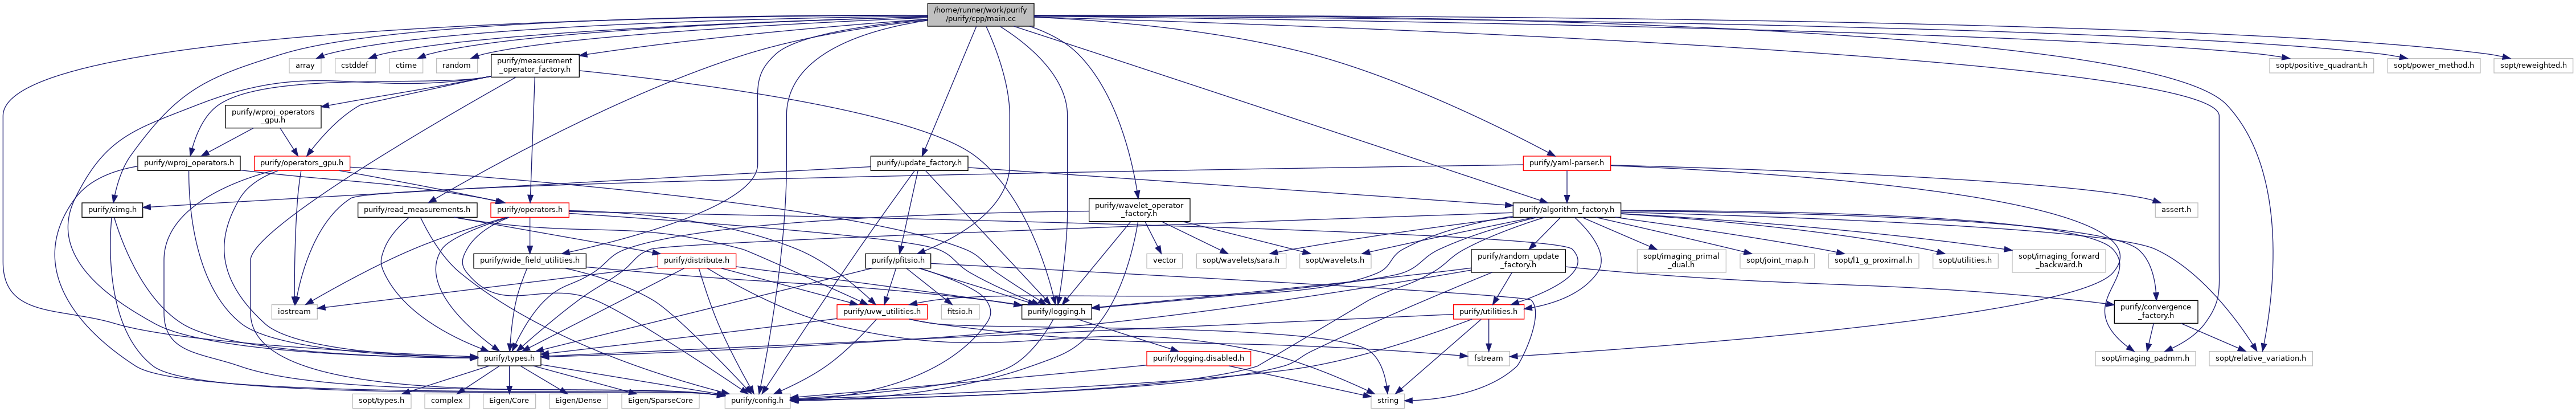 /home/runner/work/purify
/purify/cpp/main.cc
array
cstddef
ctime
random
purify/measurement
_operator_factory.h
sopt/positive_quadrant.h
sopt/power_method.h
sopt/reweighted.h
purify/wproj_operators
_gpu.h
purify/wproj_operators.h
purify/operators_gpu.h
purify/update_factory.h
purify/yaml-parser.h
purify/cimg.h
purify/read_measurements.h
purify/operators.h
purify/wavelet_operator
_factory.h
purify/algorithm_factory.h
assert.h
purify/wide_field_utilities.h
purify/distribute.h
purify/pfitsio.h
vector
sopt/wavelets/sara.h
sopt/wavelets.h
purify/random_update
_factory.h
sopt/imaging_primal
_dual.h
sopt/joint_map.h
sopt/l1_g_proximal.h
sopt/utilities.h
sopt/imaging_forward
_backward.h
iostream
purify/uvw_utilities.h
fitsio.h
purify/logging.h
purify/utilities.h
purify/convergence
_factory.h
purify/types.h
purify/logging.disabled.h
fstream
sopt/imaging_padmm.h
sopt/relative_variation.h
sopt/types.h
complex
Eigen/Core
Eigen/Dense
Eigen/SparseCore
purify/config.h
string